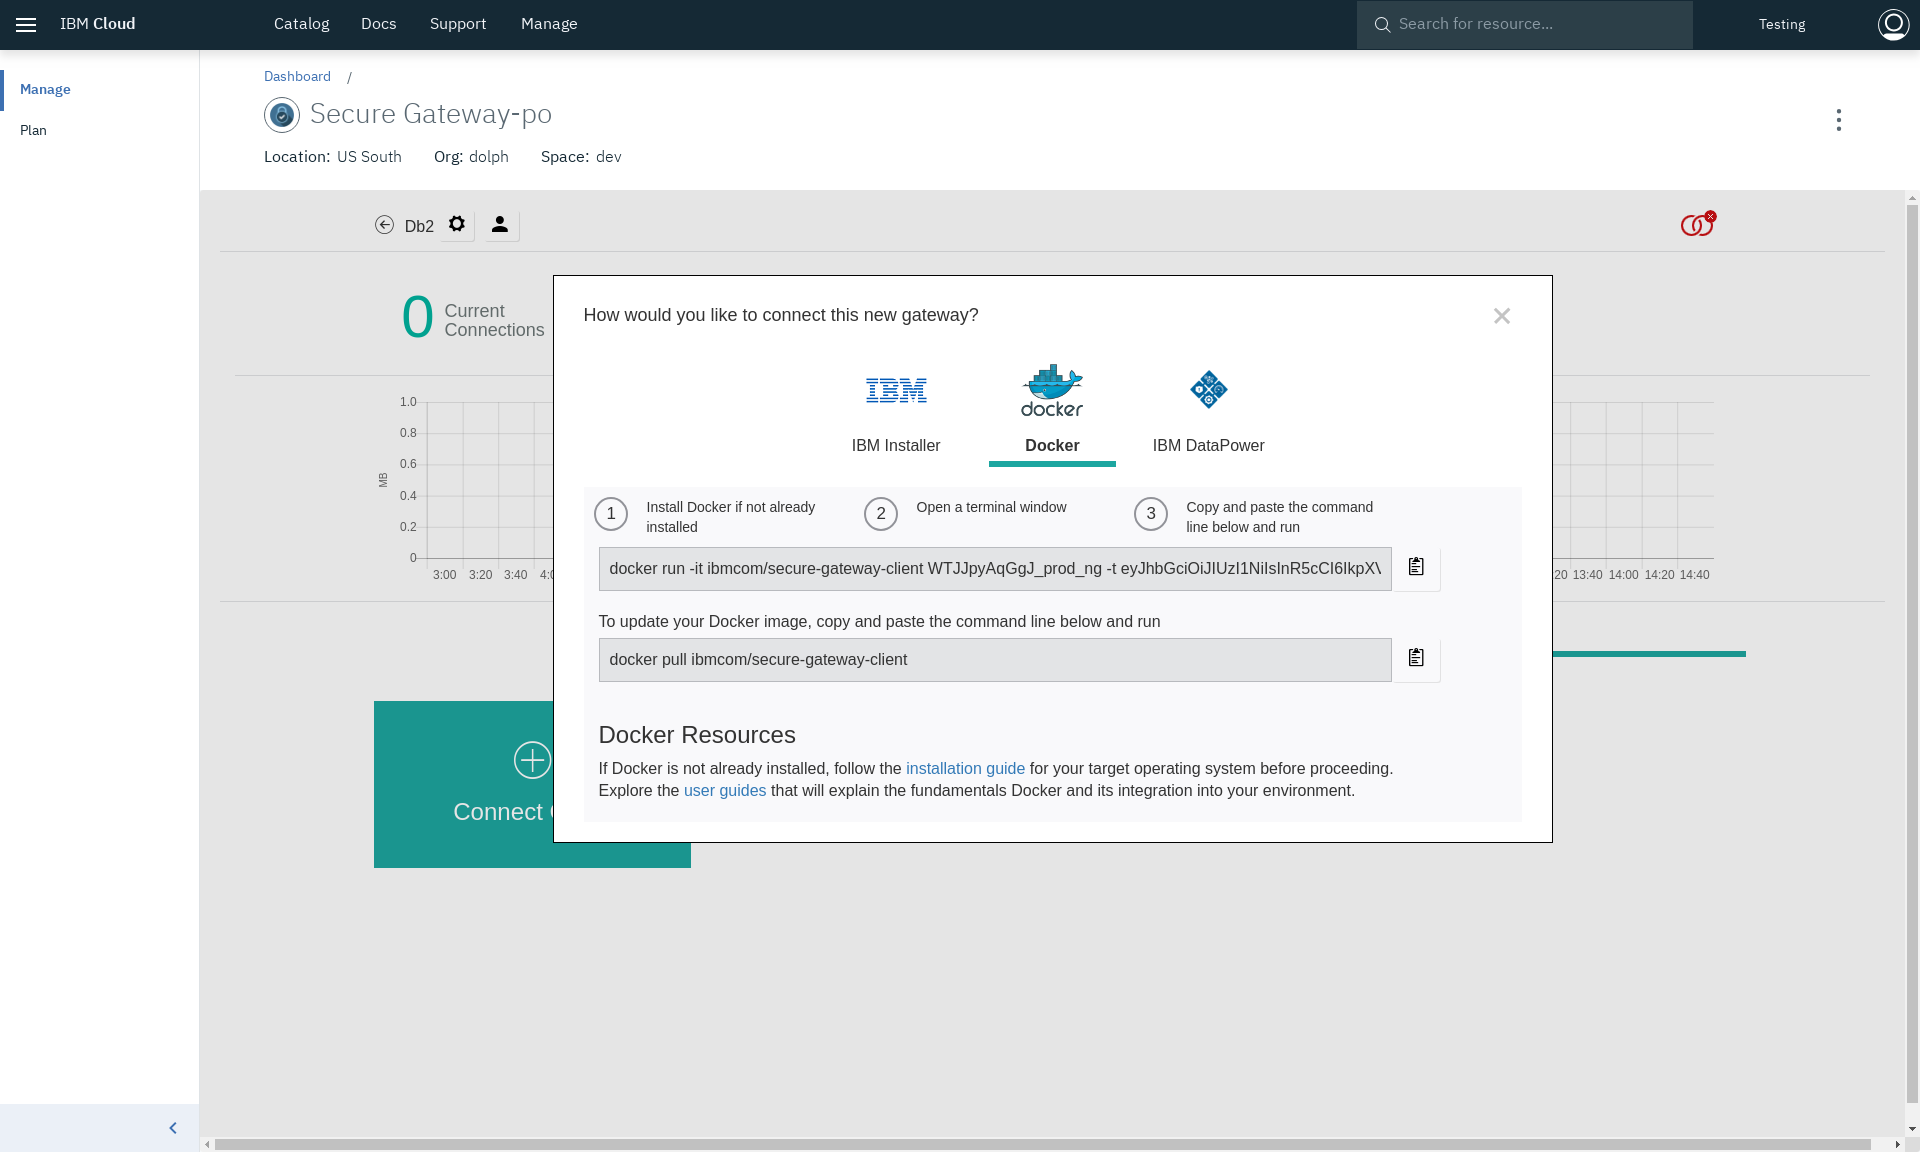 IBM Cloud
Catalog
Docs
Support
Manage
Search for resource...
Testing
Manage
Plan
Dashboard /
Secure Gateway-po
Location: US South
Org: dolph
Space: dev
Db2
0 Current
Connections
How would you like to connect this new gateway?
IBM
docker
IBM Installer
Docker
IBM DataPower
1 Install Docker if not already
installed
2 Open a terminal window
3 Copy and paste the command
line below and run
docker run -it ibmcom/secure-gateway-client WTJJpyAqGgJ_prod_ng -t
To update your Docker image, copy and paste the command line below and run
docker pull ibmcom/secure-gateway-client
Docker Resources
If Docker is not already installed, follow the installation guide for your target operating system before proceeding.
Explore the user guides that will explain the fundamentals Docker and its integration into your environment.
MB
1.0
0.8
0.6
0.4
0.2
0
3:00 3:20 3:40
13:40 14:00 14:20 14:40
Connect